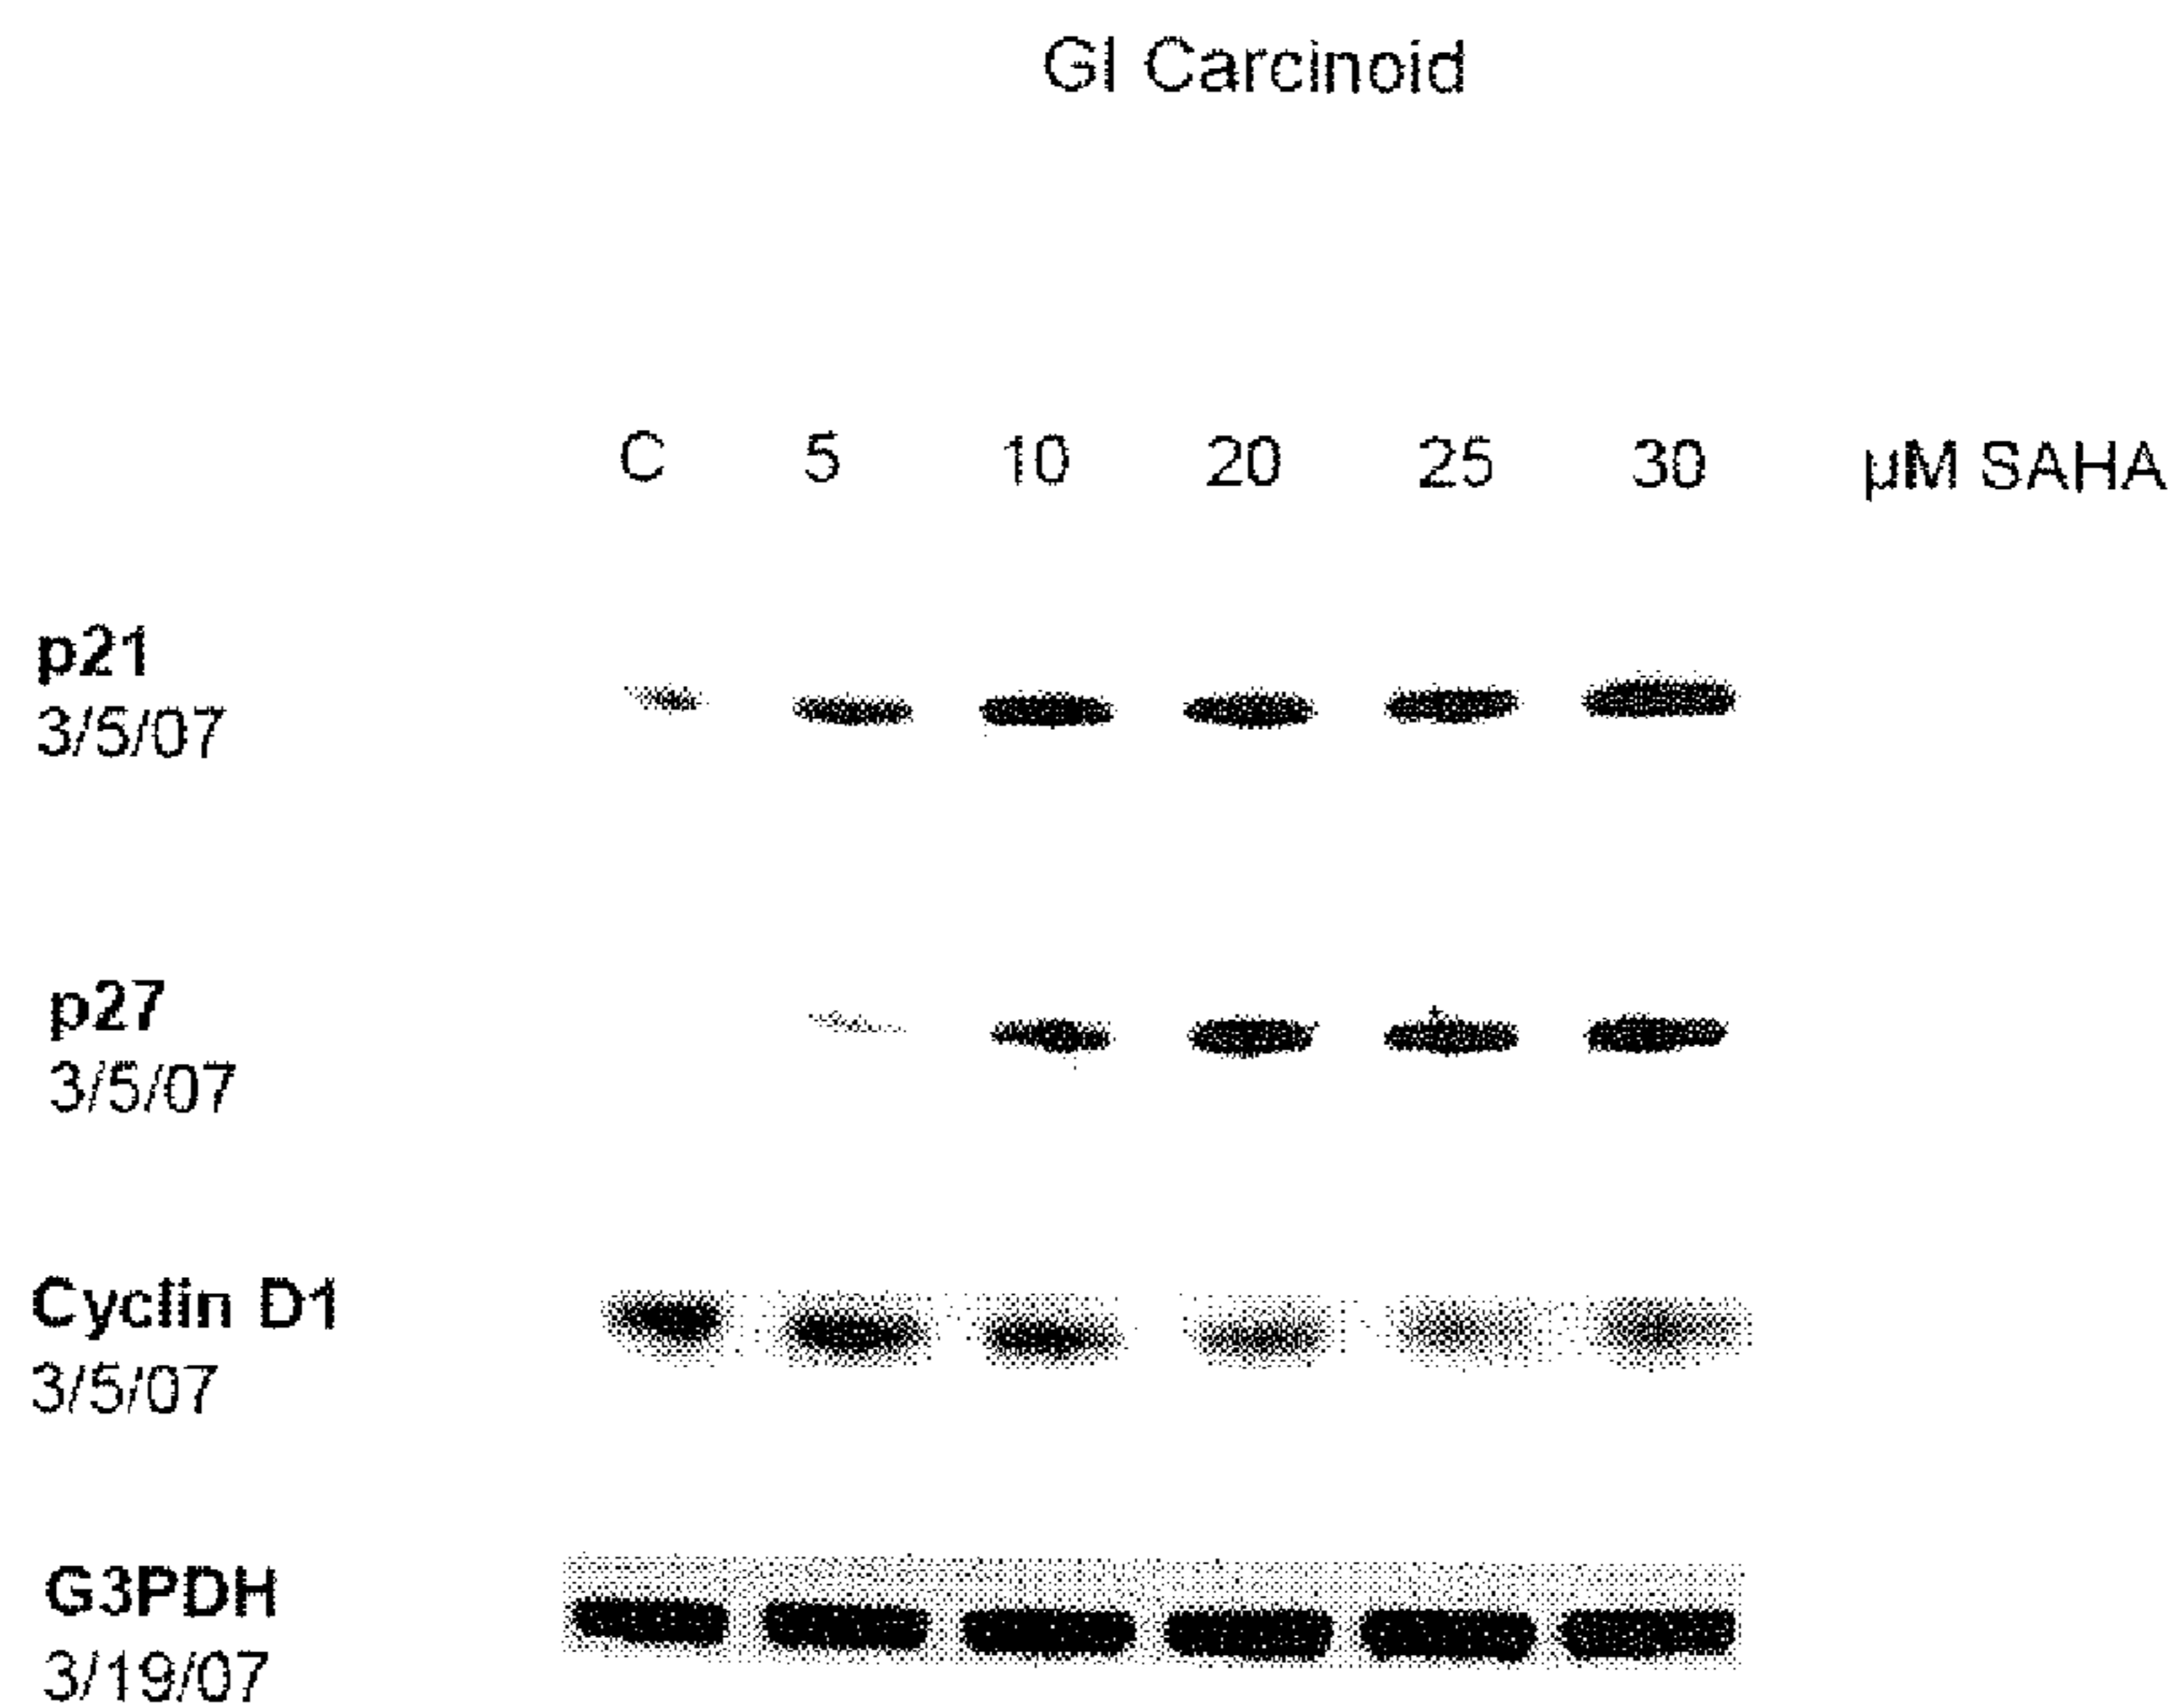 GI Carcinoid
C 5 10 20 25 30 µM SAHA
p21
3/5/07
p27
3/5/07
Cyclin D1
3/5/07
G3PDH
3/19/07